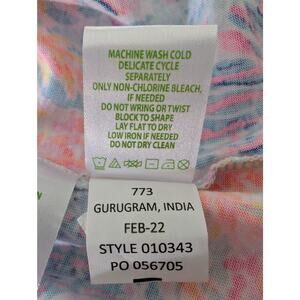 MACHINE WASH COLD
DELICATE CYCLE
SEPARATELY
ONLY NON-CHLORINE BLEACH,
IF NEEDED
DO NOT WRING OR TWIST
BLOCK TO SHAPE
LAY FLAT TO DRY
LOW IRON IF NEEDED
DO NOT DRY CLEAN
773
GURUGRAM, INDIA
FEB-22
STYLE 010343
PO 056705